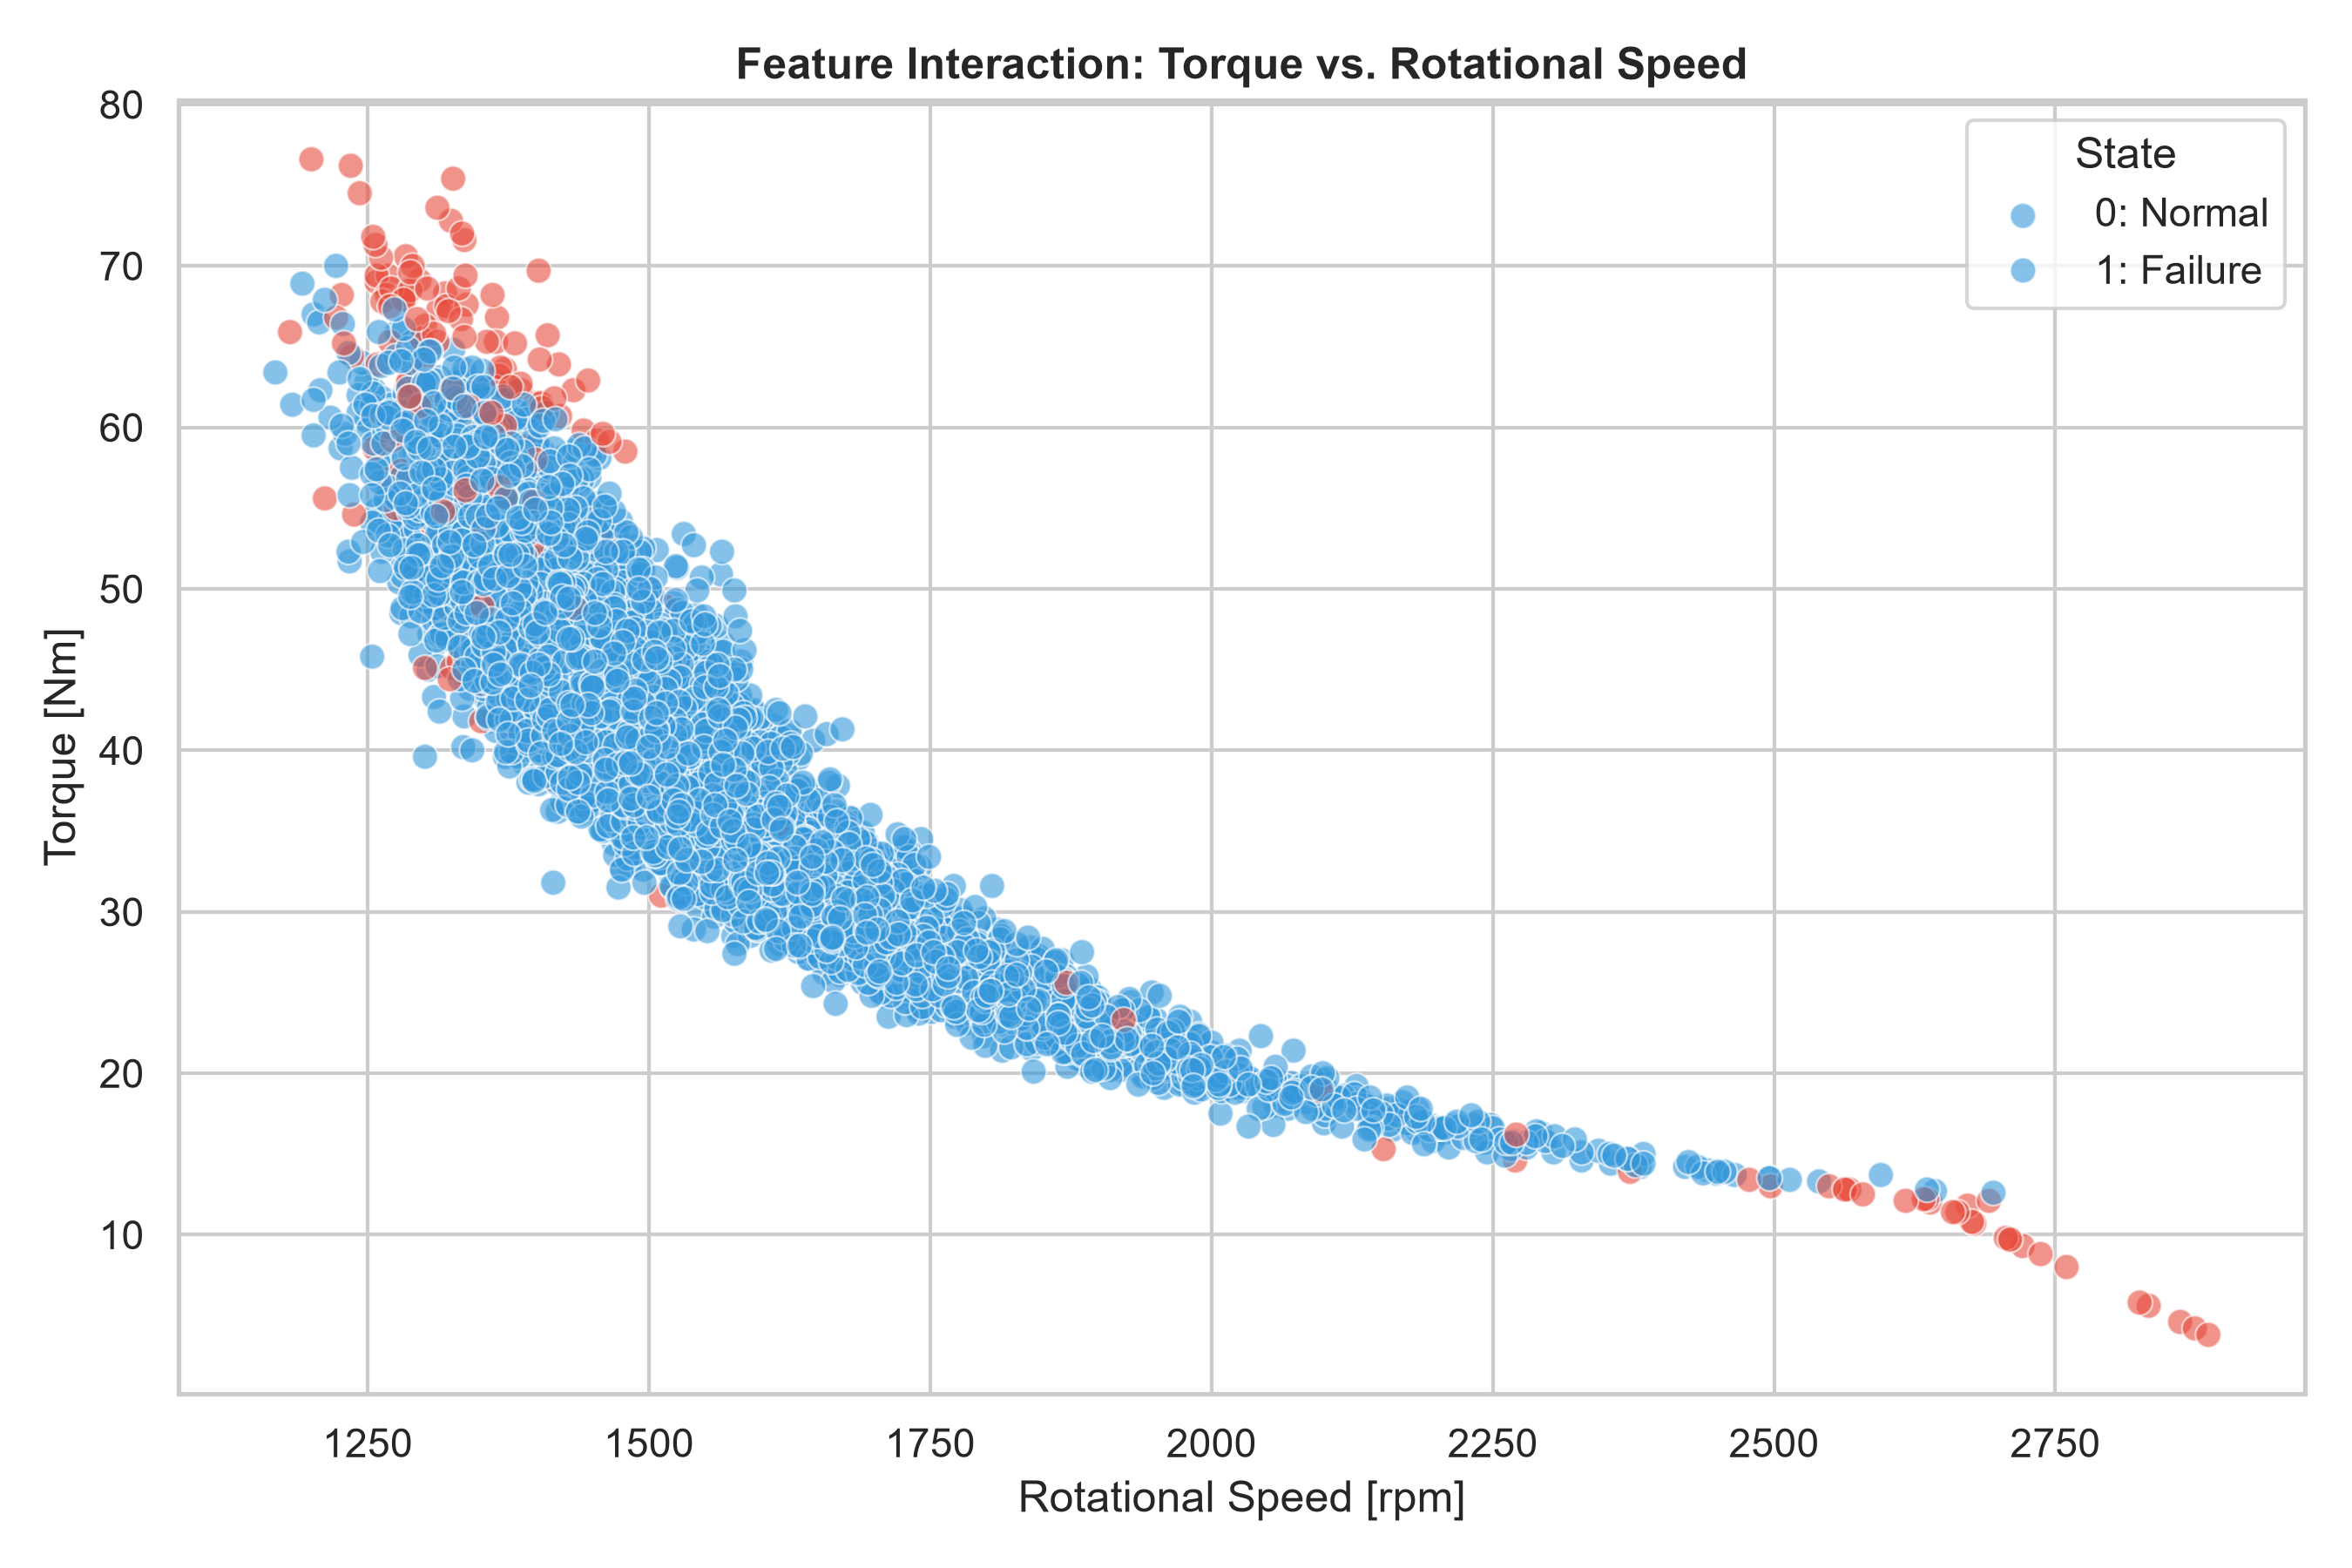 Feature Interaction: Torque vs. Rotational Speed
State
0: Normal
1: Failure
Torque [Nm]
80
70
60
50
40
30
20
10
1250 1500 1750 2000 2250 2500 2750
Rotational Speed [rpm]